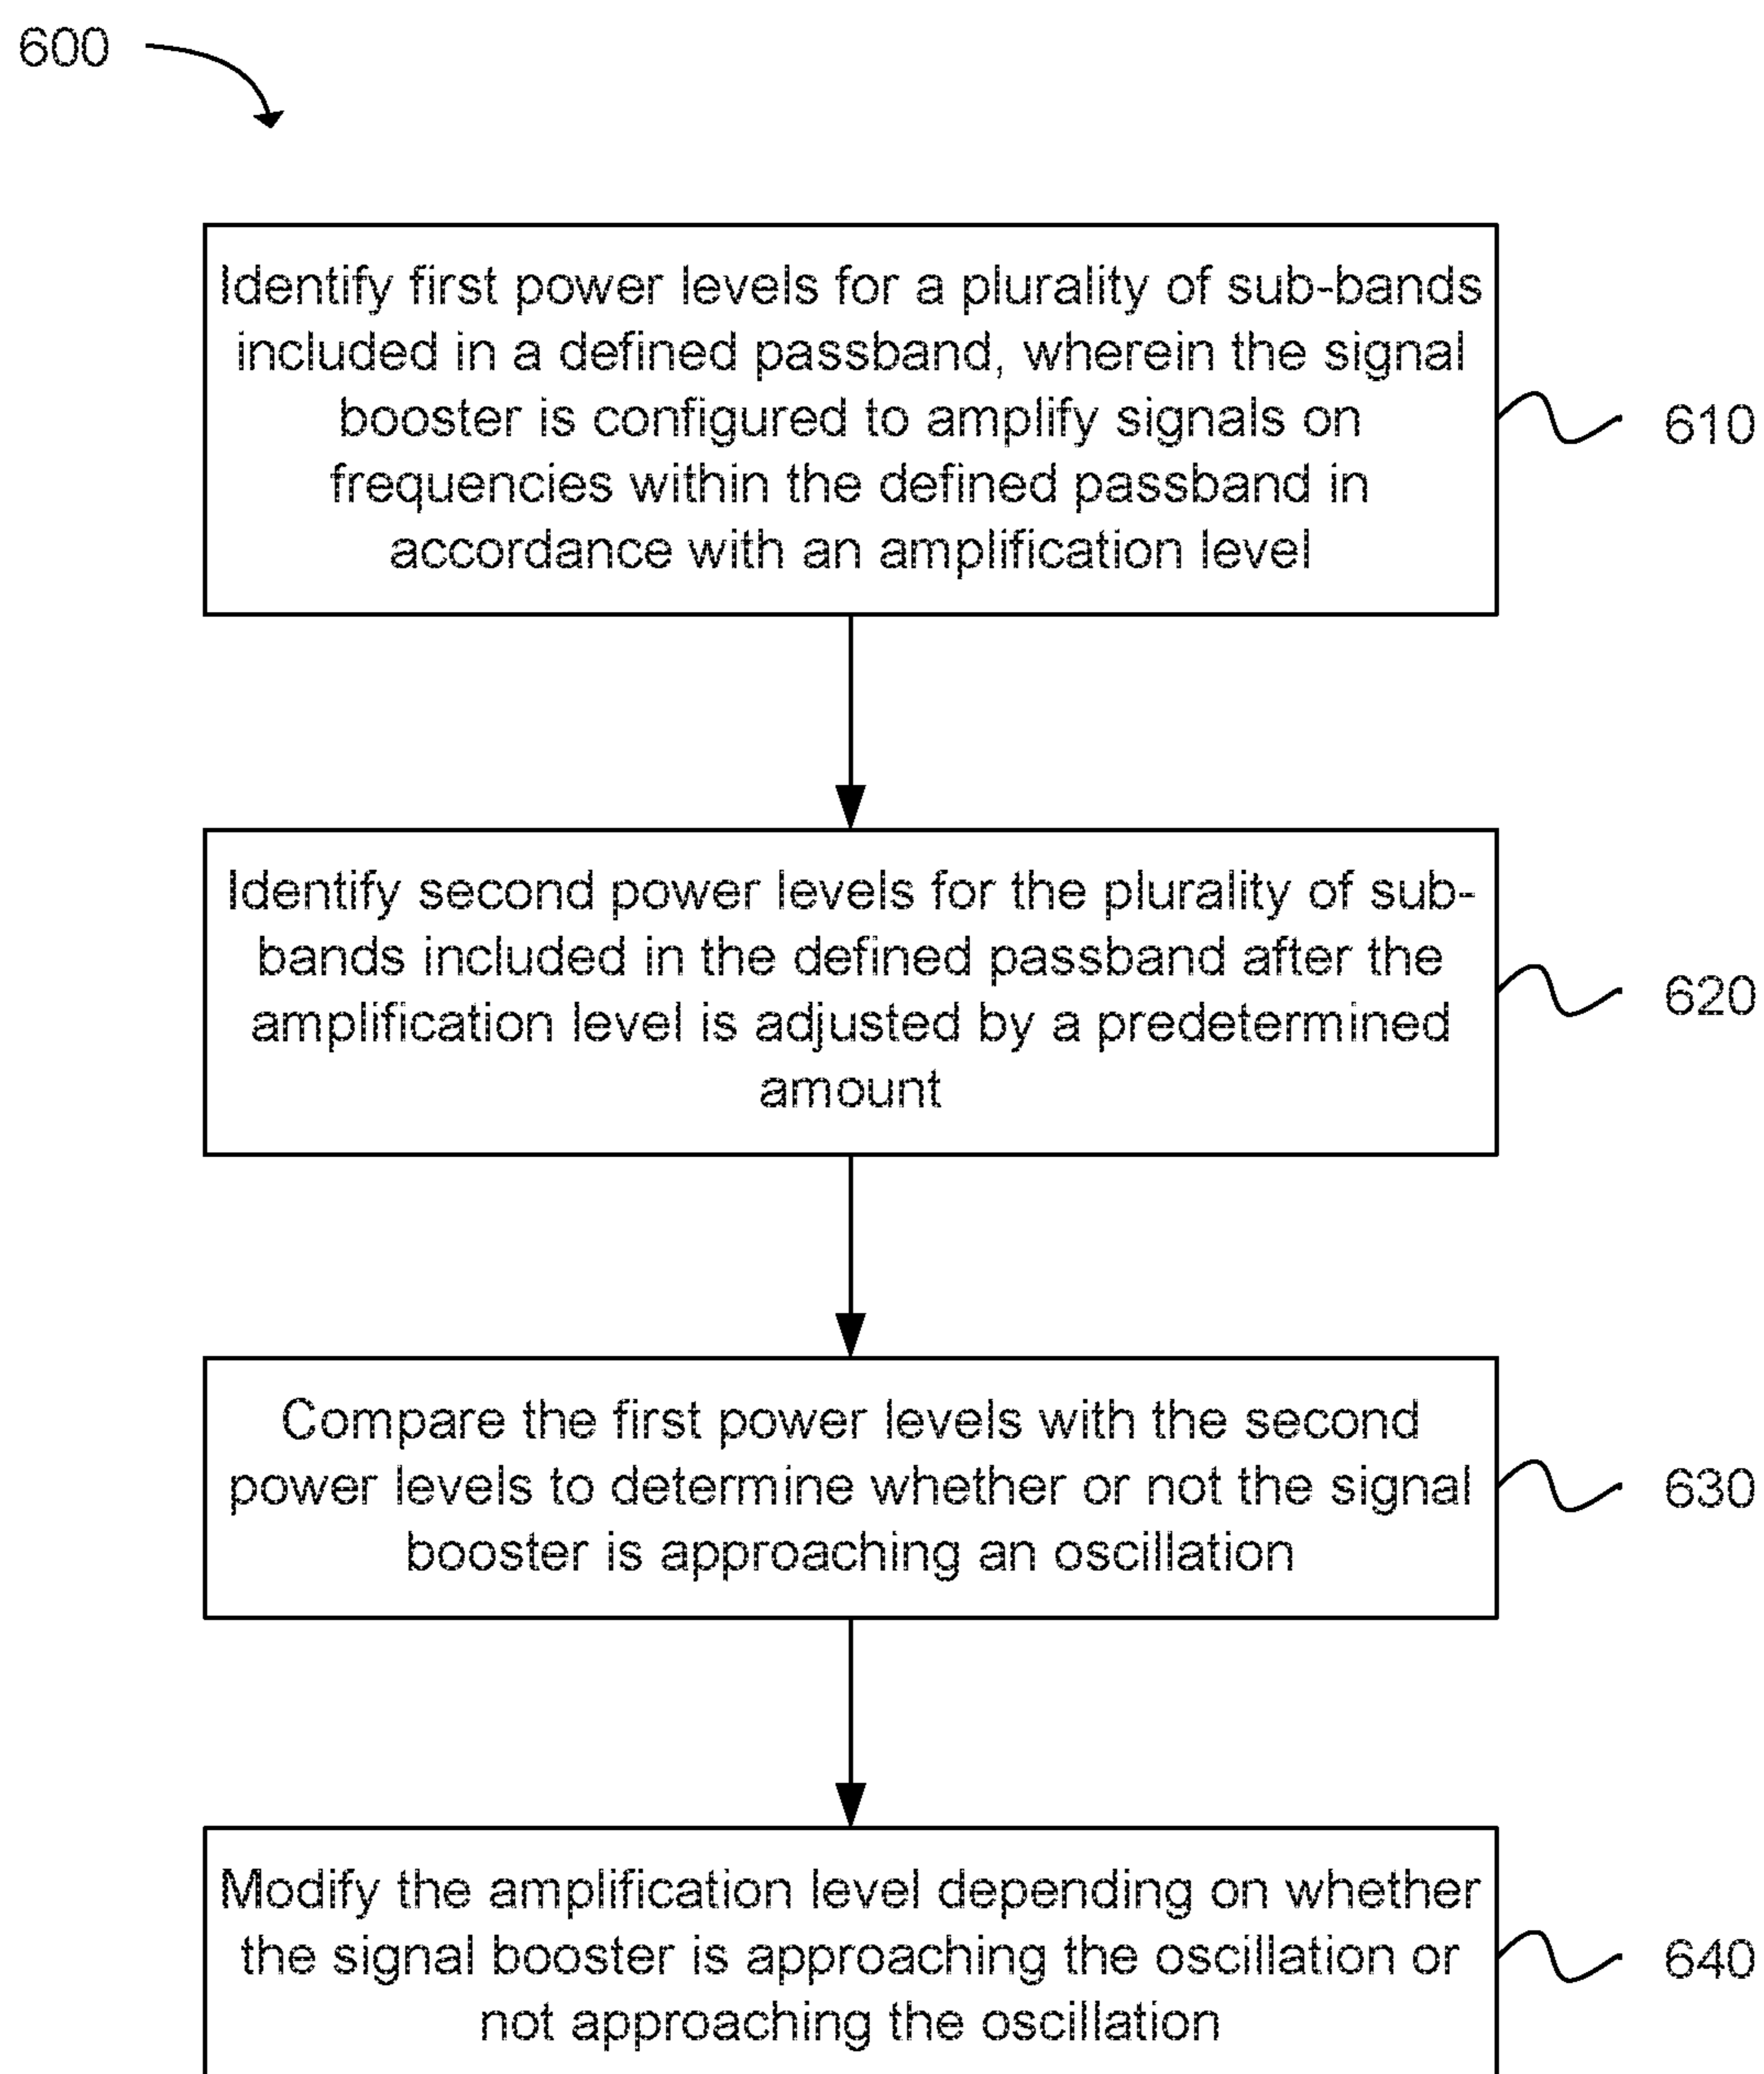 600
Identify first power levels for a plurality of sub-bands
included in a defined passband, wherein the signal
booster is configured to amplify signals on
frequencies within the defined passband in
accordance with an amplification level
610
Identify second power levels for the plurality of sub-
bands included in the defined passband after the
amplification level is adjusted by a predetermined
amount
620
Compare the first power levels with the second
power levels to determine whether or not the signal
booster is approaching an oscillation
630
Modify the amplification level depending on whether
the signal booster is approaching the oscillation or
not approaching the oscillation
640